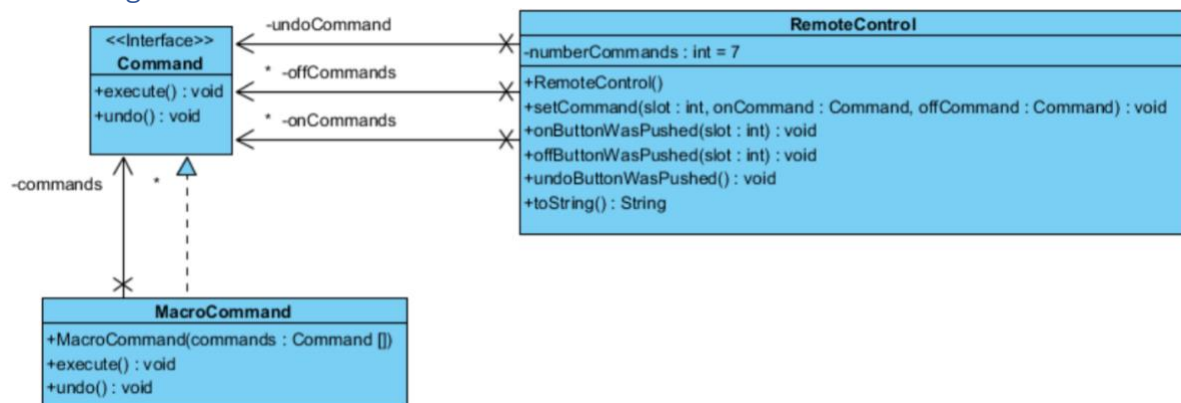 -undoCommand
* -offCommands
* -onCommands
<<Interface>>
Command
+execute() : void
+undo() : void
RemoteControl
-numberCommands : int = 7
+RemoteControl()
+setCommand(slot : int, onCommand : Command, offCommand : Command) : void
+onButtonWasPushed(slot : int) : void
+offButtonWasPushed(slot : int) : void
+undoButtonWasPushed() : void
+toString() : String
-commands
*
MacroCommand
+MacroCommand(commands : Command [])
+execute() : void
+undo() : void